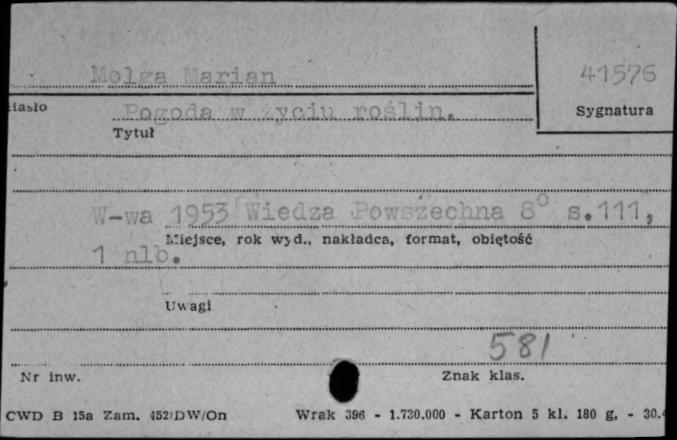 Molga Marian
41576
Hasło
Pogoda w życiu roślin.
Sygnatura
Tytuł
W-wa 1953 Wiedza Powszechna 8° s.111,
Miejsce, rok wyd., nakładca, format, objętość
1 nlb.
Uwagi
581
Nr inw.
Znak klas.
CWD B 15a Zam. 452/DW/On Wrak 396 - 1.730.000 - Karton 5 kl. 180 g, - 30.4